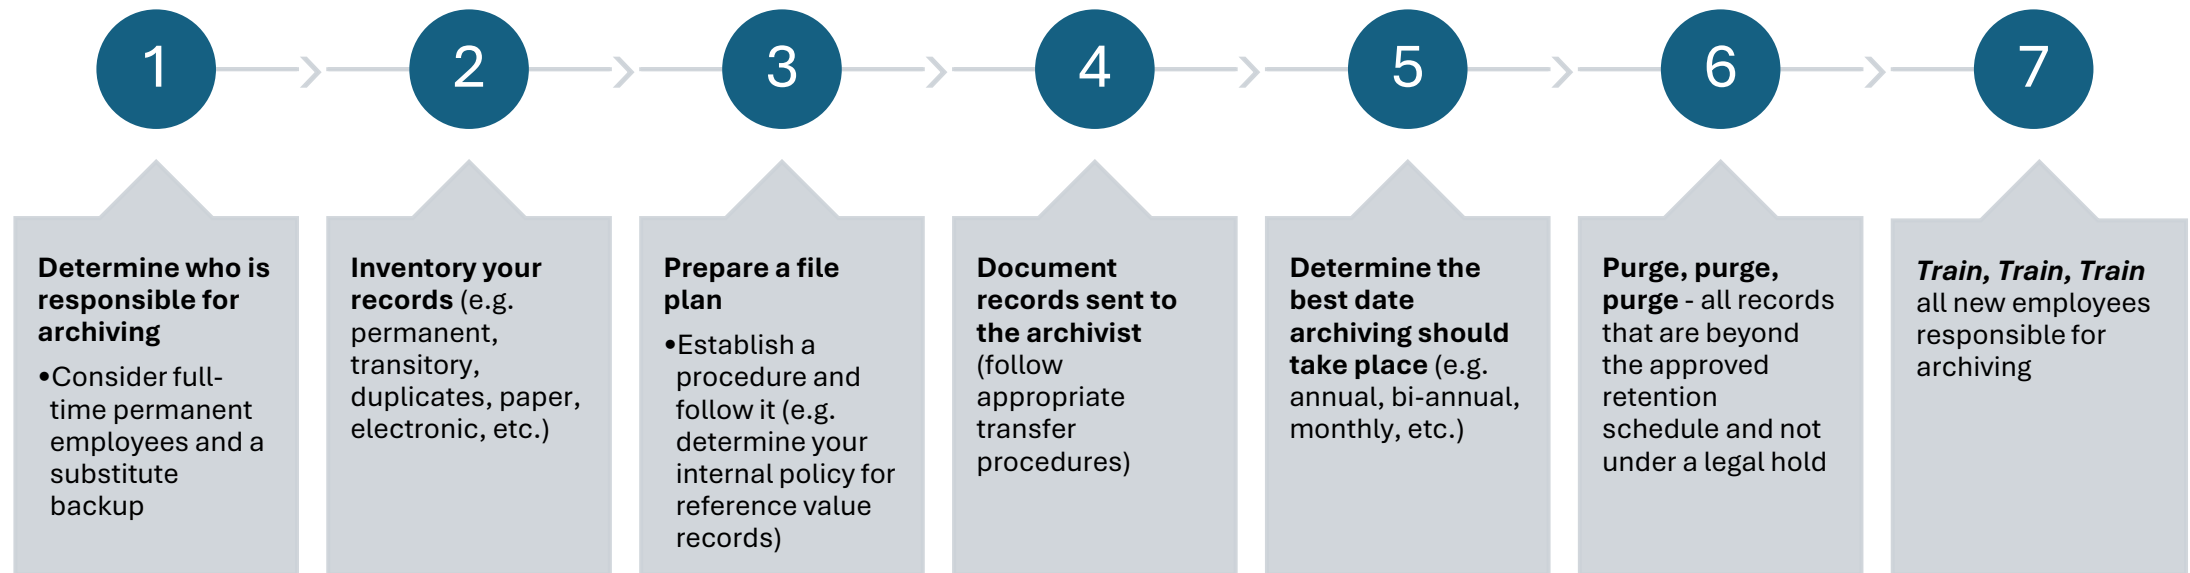 1
2
3
4
5
6
7
Determine who is
responsible for
archiving
•Consider full-
time permanent
employees and a
substitute
backup
Inventory your
records (e.g.
permanent,
transitory,
duplicates, paper,
electronic, etc.)
Prepare a file
plan
•Establish a
procedure and
follow it (e.g.
determine your
internal policy for
reference value
records)
Document
records sent to
the archivist
(follow
appropriate
transfer
procedures)
Determine the
best date
archiving should
take place (e.g.
annual, bi-annual,
monthly, etc.)
Purge, purge,
purge - all records
that are beyond
the approved
retention
schedule and not
under a legal hold
Train, Train, Train
all new employees
responsible for
archiving